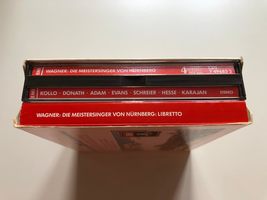 WAGNER: DIE MEISTERSINGER VON NÜRNBERG
4
KOLLO · DONATH · ADAM · EVANS · SCHREIER · HESSE · KARAJAN
STEREO
WAGNER: DIE MEISTERSINGER VON NÜRNBERG: LIBRETTO